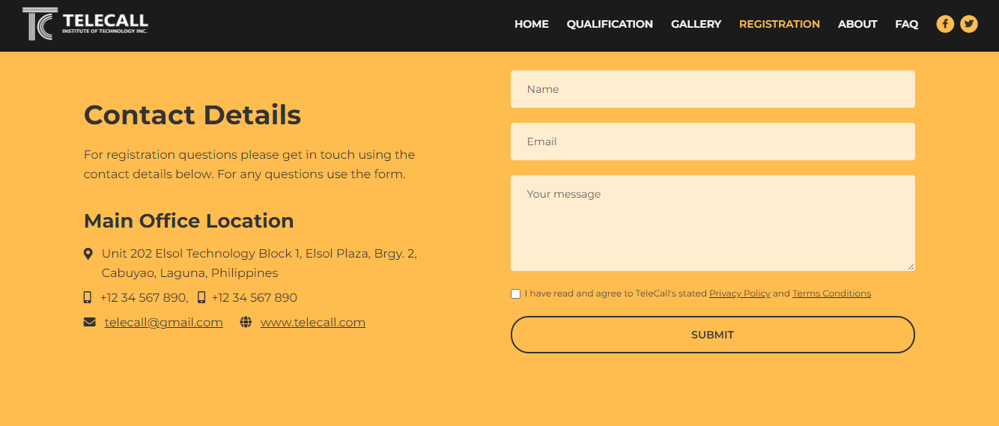 TC TELECALL
INSTITUTE OF TECHNOLOGY INC.
HOME QUALIFICATION GALLERY REGISTRATION ABOUT FAQ
Contact Details
For registration questions please get in touch using the
contact details below. For any questions use the form.
Main Office Location
Unit 202 Elsol Technology Block 1, Elsol Plaza, Brgy. 2,
Cabuyao, Laguna, Philippines
+12 34 567 890, +12 34 567 890
telecall@gmail.com www.telecall.com
Name
Email
Your message
I have read and agree to TeleCall's stated Privacy Policy and Terms Conditions
SUBMIT